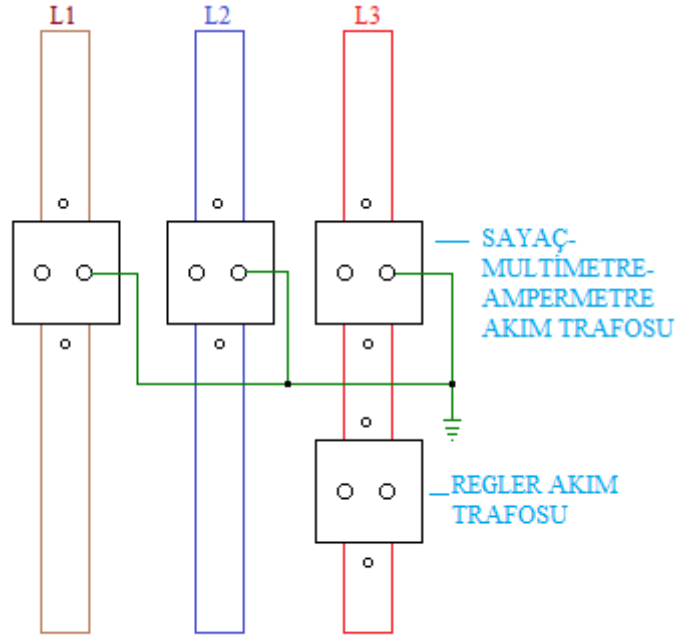 L1 L2 L3
SAYAÇ-
MULTİMETRE-
AMPERMETRE
AKIM TRAFOSU
REGLER AKIM
TRAFOSU